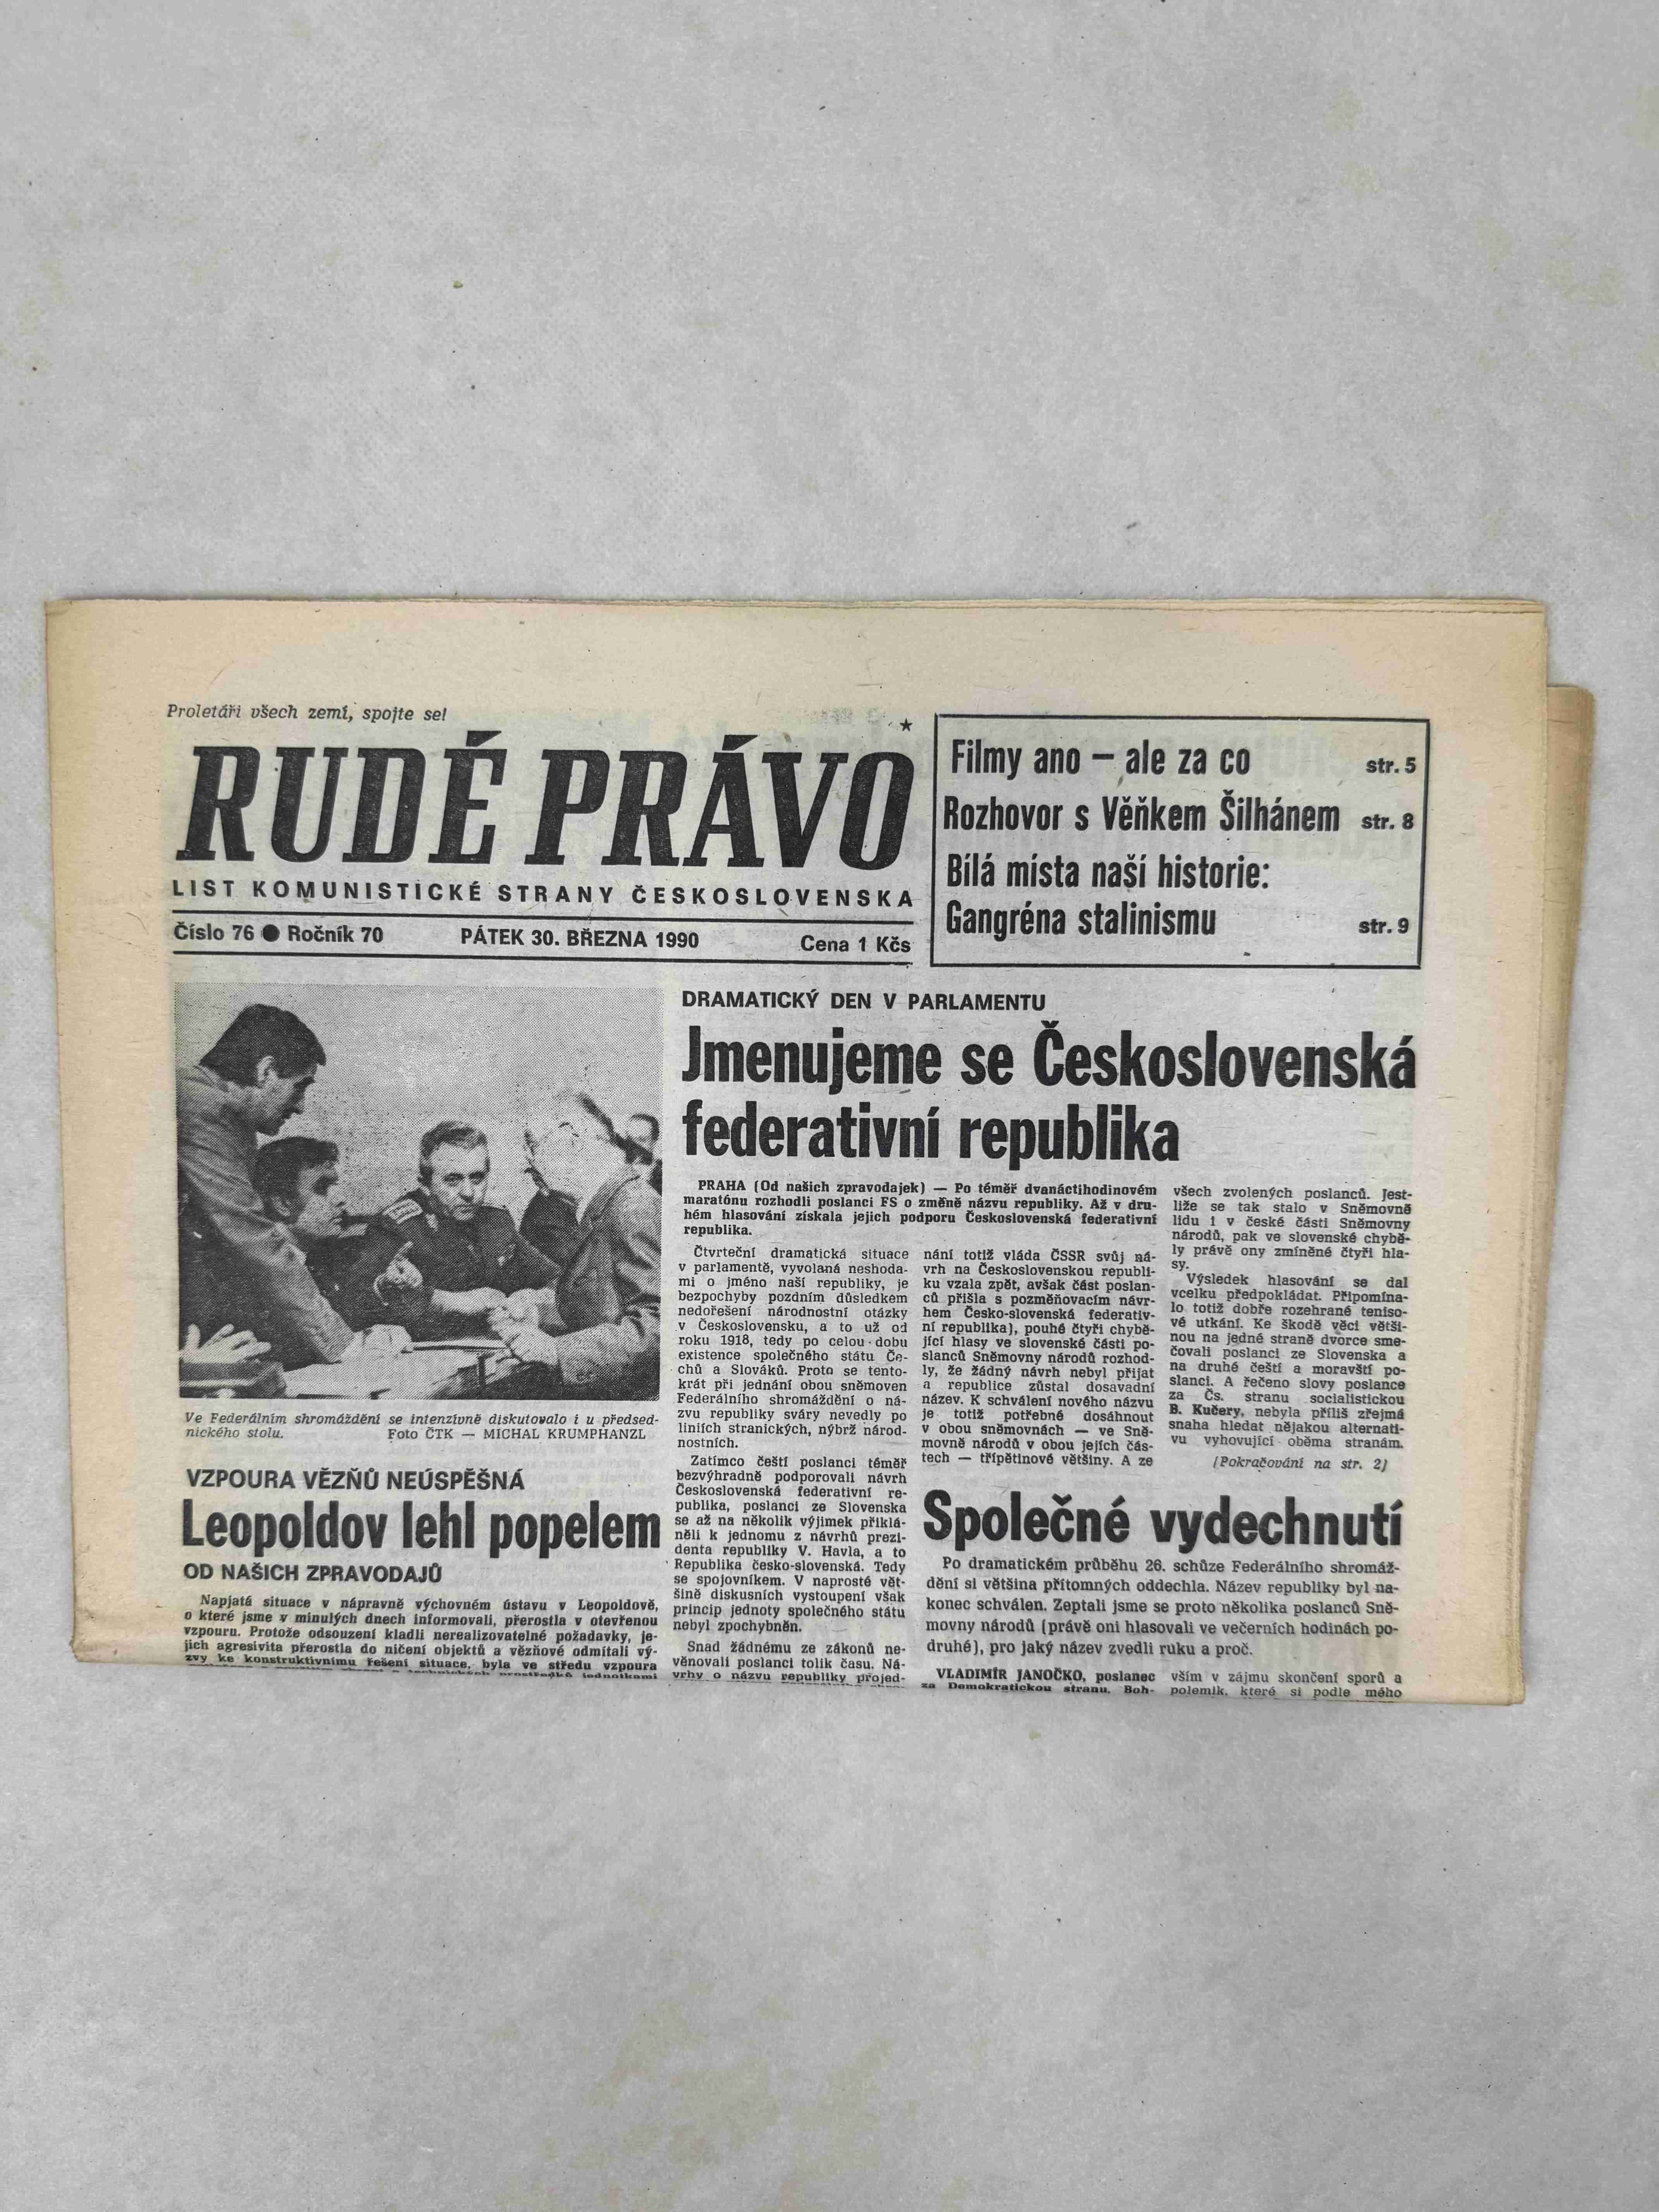 Proletáři všech zemí, spojte se!
RUDÉ PRÁVO
LIST KOMUNISTICKÉ STRANY ČESKOSLOVENSKA
Číslo 76 ● Ročník 70 PÁTEK 30. BŘEZNA 1990 Cena 1 Kčs
Filmy ano – ale za co str. 5
Rozhovor s Věňkem Šilhánem str. 8
Bílá místa naší historie:
Gangréna stalinismu str. 9
Ve Federálním shromáždění se intenzívně diskutovalo i u předsed-
nického stolu. Foto ČTK — MICHAL KRUMPHANZL
VZPOURA VĚZŇŮ NEÚSPĚŠNÁ
Leopoldov lehl popelem
OD NAŠICH ZPRAVODAJŮ
Napjatá situace v nápravně výchovném ústavu v Leopoldově,
o které jsme v minulých dnech informovali, přerostla v otevřenou
vzpouru. Protože odsouzení kladli nerealizovatelné požadavky, je-
jich agresivita přerostla do ničení objektů a vězňové odmítali vý-
zvy ke konstruktivnímu řešení situace, byla ve středu vzpoura
DRAMATICKÝ DEN V PARLAMENTU
Jmenujeme se Československá
federativní republika
PRAHA (Od našich zpravodajek) — Po téměř dvanáctihodinovém
maratónu rozhodli poslanci FS o změně názvu republiky. Až v dru-
hém hlasování získala jejich podporu Československá federativní
republika.
Čtvrteční dramatická situace
v parlamentě, vyvolaná neshoda-
mi o jméno naší republiky, je
bezpochyby pozdním důsledkem
nedořešení národnostní otázky
v Československu, a to už od
roku 1918, tedy po celou dobu
existence společného státu Če-
chů a Slováků. Proto se tento-
krát při jednání obou sněmoven
Federálního shromáždění o ná-
zvu republiky sváry nevedly po
liniích stranických, nýbrž národ-
nostních.
Zatímco čeští poslanci téměř
bezvýhradně podporovali návrh
Československá federativní re-
publika, poslanci ze Slovenska
se až na několik výjimek přiklá-
něli k jednomu z návrhů prezi-
denta republiky V. Havla, a to
Republika česko-slovenská. Tedy
se spojovníkem. V naprosté vět-
šině diskusních vystoupení však
princip jednoty společného státu
nebyl zpochybněn.
Snad žádnému ze zákonů ne-
věnovali poslanci tolik času. Ná-
vrhy o názvu republiky projed-
nání totiž vláda ČSSR svůj ná-
vrh na Československou republi-
ku vzala zpět, avšak část poslan-
ců přišla s pozměňovacím návr-
hem Česko-slovenská federativ-
ní republika), pouhé čtyři chybě-
jící hlasy ve slovenské části po-
slanců Sněmovny národů rozhod-
ly, že žádný návrh nebyl přijat
a republice zůstal dosavadní
název. K schválení nového názvu
je totiž potřebné dosáhnout
v obou sněmovnách — ve Sně-
movně národů v obou jejích čás-
tech — třípětinové většiny. A ze
všech zvolených poslanců. Jest-
liže se tak stalo v Sněmovně
lidu i v české části Sněmovny
národů, pak ve slovenské chybě-
ly právě ony zmíněné čtyři hla-
sy.
Výsledek hlasování se dal
vcelku předpokládat. Připomína-
lo totiž dobře rozehrané teniso-
vé utkání. Ke škodě věci větši-
nou na jedné straně dvorce sme-
čovali poslanci ze Slovenska a
na druhé čeští a moravští po-
slanci. A řečeno slovy poslance
za Čs. stranu socialistickou
B. Kučery, nebyla příliš zřejmá
snaha hledat nějakou alternati-
vu vyhovující oběma stranám.
(Pokračování na str. 2)
Společné vydechnutí
Po dramatickém průběhu 26. schůze Federálního shromáž-
dění si většina přítomných oddechla. Název republiky byl na-
konec schválen. Zeptali jsme se proto několika poslanců Sně-
movny národů (právě oni hlasovali ve večerních hodinách po-
druhé), pro jaký název zvedli ruku a proč.
VLADIMÍR JANOČKO, poslanec
za Demokratickou stranu. Boh-
vším v zájmu skončení sporů a
polemik, které si podle mého